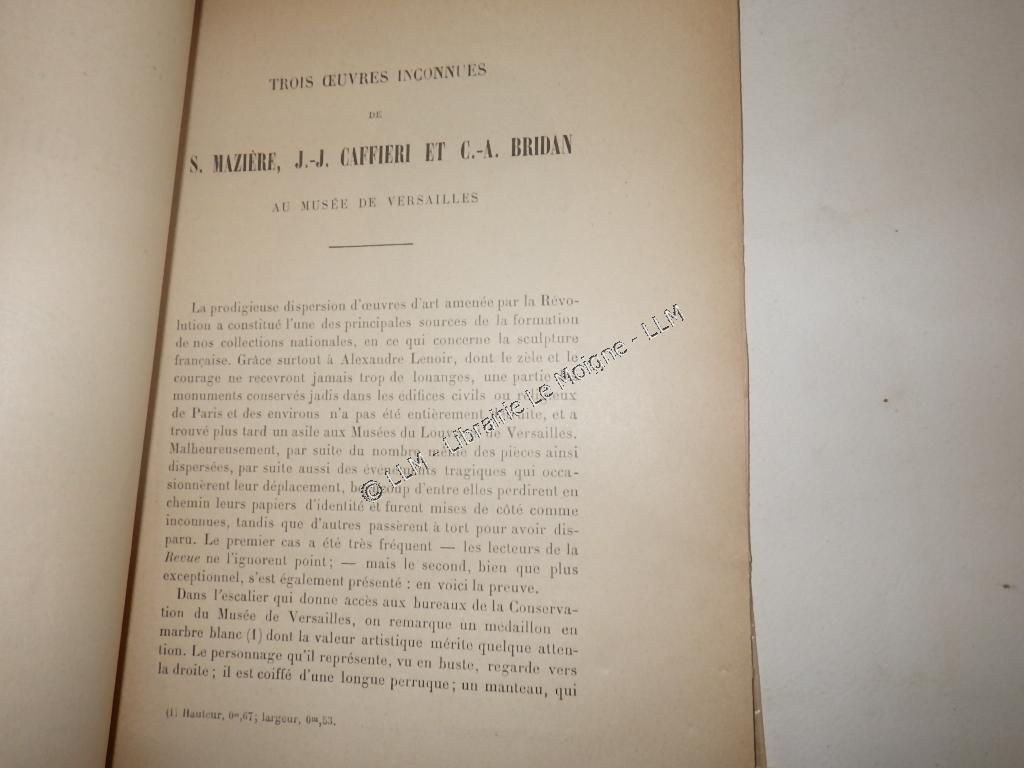 TROIS ŒUVRES INCONNUES
DE
S. MAZIÈRE, J.-J. CAFFIERI ET C.-A. BRIDAN
AU MUSÉE DE VERSAILLES
La prodigieuse dispersion d'œuvres d'art amenée par la Révo-
lution a constitué l'une des principales sources de la formation
de nos collections nationales, en ce qui concerne la sculpture
française. Grâce surtout à Alexandre Lenoir, dont le zèle et le
courage ne recevront jamais trop de louanges, une partie
monuments conservés jadis dans les édifices civils ou religieux
de Paris et des environs n'a pas été entièrement, et a
trouvé plus tard un asile aux Musées du Louvre de Versailles.
Malheureusement, par suite du nombre même des pièces ainsi
dispersées, par suite aussi des événements tragiques qui occa-
sionnèrent leur déplacement, beaucoup d'entre elles perdirent en
chemin leurs papiers d'identité et furent mises de côté comme
inconnues, tandis que d'autres passèrent à tort pour avoir dis-
paru. Le premier cas a été très fréquent — les lecteurs de la
Revue ne l'ignorent point; — mais le second, bien que plus
exceptionnel, s'est également présenté : en voici la preuve.
Dans l'escalier qui donne accès aux bureaux de la Conserva-
tion du Musée de Versailles, on remarque un médaillon en
marbre blanc (1) dont la valeur artistique mérite quelque atten-
tion. Le personnage qu'il représente, vu en buste, regarde vers
la droite; il est coiffé d'une longue perruque; un manteau, qui
(1) Hauteur, 0m,67; largeur, 0m,53.
© LLM - Librairie Le Moigne - LLM